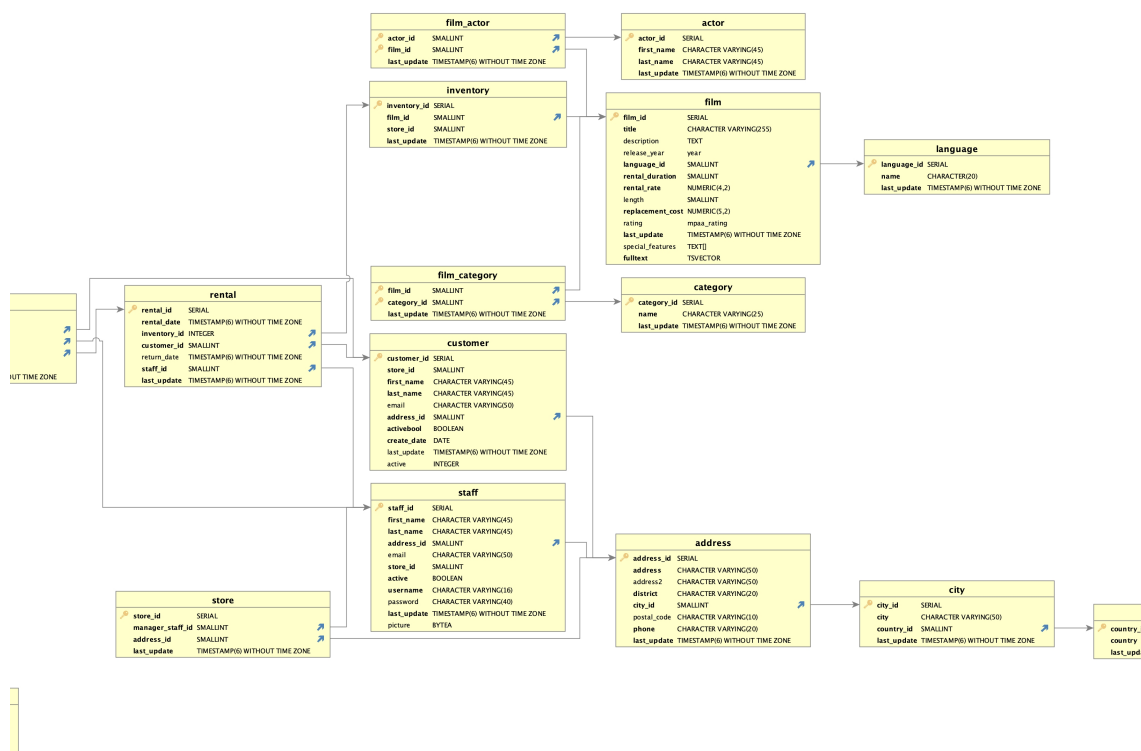 film_actor
actor_id SMALLINT
film_id SMALLINT
last_update TIMESTAMP(6) WITHOUT TIME ZONE
actor
actor_id SERIAL
first_name CHARACTER VARYING(45)
last_name CHARACTER VARYING(45)
last_update TIMESTAMP(6) WITHOUT TIME ZONE
inventory
inventory_id SERIAL
film_id SMALLINT
store_id SMALLINT
last_update TIMESTAMP(6) WITHOUT TIME ZONE
film
film_id SERIAL
title CHARACTER VARYING(255)
description TEXT
release_year year
language_id SMALLINT
rental_duration SMALLINT
rental_rate NUMERIC(4,2)
length SMALLINT
replacement_cost NUMERIC(5,2)
rating mpaa_rating
last_update TIMESTAMP(6) WITHOUT TIME ZONE
special_features TEXT[]
fulltext TSVECTOR
language
language_id SERIAL
name CHARACTER(20)
last_update TIMESTAMP(6) WITHOUT TIME ZONE
film_category
film_id SMALLINT
category_id SMALLINT
last_update TIMESTAMP(6) WITHOUT TIME ZONE
category
category_id SERIAL
name CHARACTER VARYING(25)
last_update TIMESTAMP(6) WITHOUT TIME ZONE
TIME ZONE
rental
rental_id SERIAL
rental_date TIMESTAMP(6) WITHOUT TIME ZONE
inventory_id INTEGER
customer_id SMALLINT
return_date TIMESTAMP(6) WITHOUT TIME ZONE
staff_id SMALLINT
last_update TIMESTAMP(6) WITHOUT TIME ZONE
customer
customer_id SERIAL
store_id SMALLINT
first_name CHARACTER VARYING(45)
last_name CHARACTER VARYING(45)
email CHARACTER VARYING(50)
address_id SMALLINT
activebool BOOLEAN
create_date DATE
last_update TIMESTAMP(6) WITHOUT TIME ZONE
active INTEGER
staff
staff_id SERIAL
first_name CHARACTER VARYING(45)
last_name CHARACTER VARYING(45)
address_id SMALLINT
email CHARACTER VARYING(50)
store_id SMALLINT
active BOOLEAN
username CHARACTER VARYING(16)
password CHARACTER VARYING(40)
last_update TIMESTAMP(6) WITHOUT TIME ZONE
picture BYTEA
store
store_id SERIAL
manager_staff_id SMALLINT
address_id SMALLINT
last_update TIMESTAMP(6) WITHOUT TIME ZONE
address
address_id SERIAL
address CHARACTER VARYING(50)
address2 CHARACTER VARYING(50)
district CHARACTER VARYING(20)
city_id SMALLINT
postal_code CHARACTER VARYING(10)
phone CHARACTER VARYING(20)
last_update TIMESTAMP(6) WITHOUT TIME ZONE
city
city_id SERIAL
city CHARACTER VARYING(50)
country_id SMALLINT
last_update TIMESTAMP(6) WITHOUT TIME ZONE
country